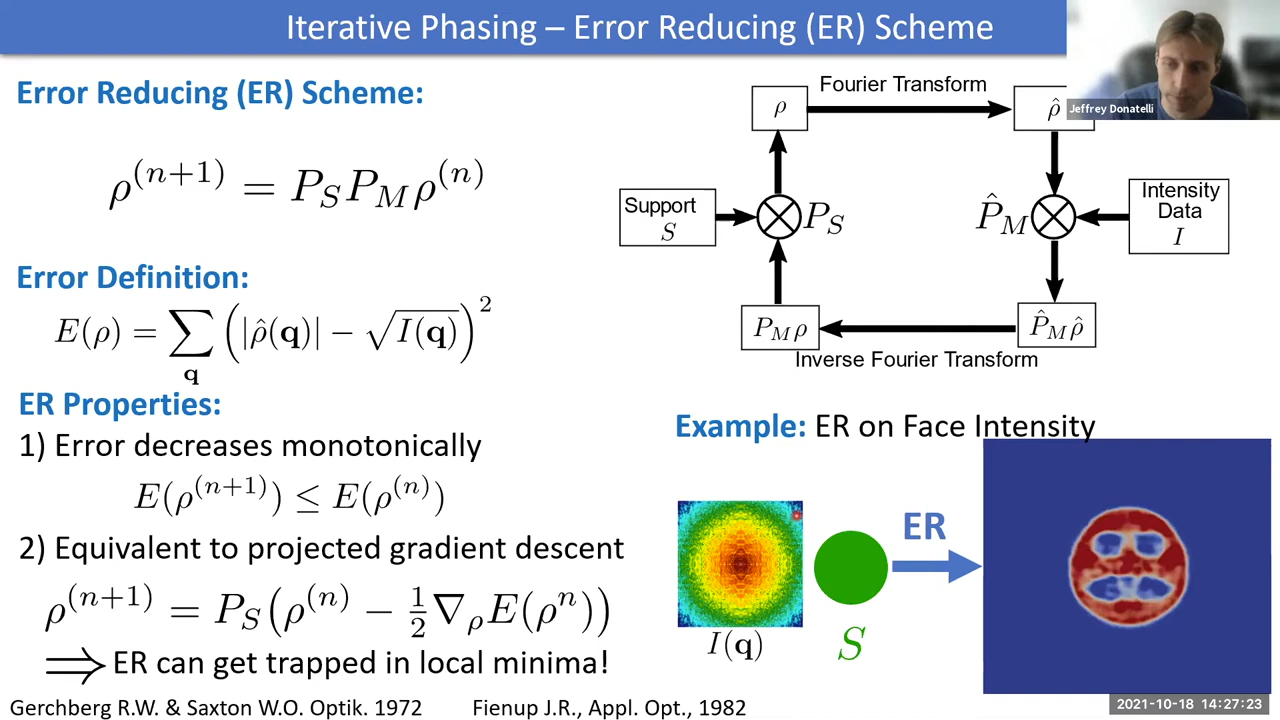 Iterative Phasing – Error Reducing (ER) Scheme
Jeffrey Donatelli
Error Reducing (ER) Scheme:
ρ^(n+1) = P_S P_M ρ^(n)
Error Definition:
E(ρ) = ∑_q (|ρ̂(q)| − √I(q))^2
ER Properties:
1) Error decreases monotonically
E(ρ^(n+1)) ≤ E(ρ^(n))
2) Equivalent to projected gradient descent
ρ^(n+1) = P_S(ρ^(n) − ½∇_ρ E(ρ^n))
⟹ ER can get trapped in local minima!
Gerchberg R.W. & Saxton W.O. Optik. 1972
Fienup J.R., Appl. Opt., 1982
Fourier Transform
ρ
ρ̂
Support
S
P_S
P̂_M
Intensity
Data
I
P_M ρ
P̂_M ρ̂
Inverse Fourier Transform
Example: ER on Face Intensity
ER
I(q)
S
2021-10-18 14:27:23